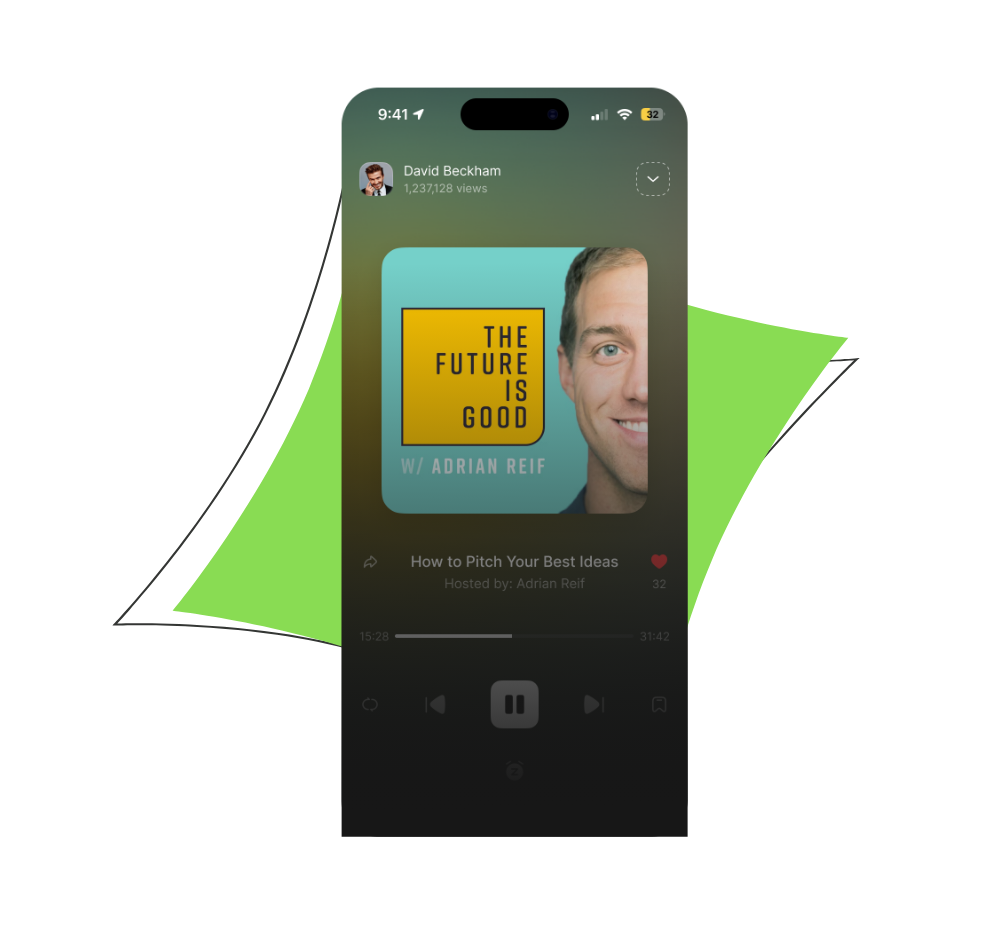 9:41
32
David Beckham
1,237,128 views
THE
FUTURE
IS
GOOD
W/ ADRIAN REIF
How to Pitch Your Best Ideas
Hosted by: Adrian Reif
32
15:28
31:42